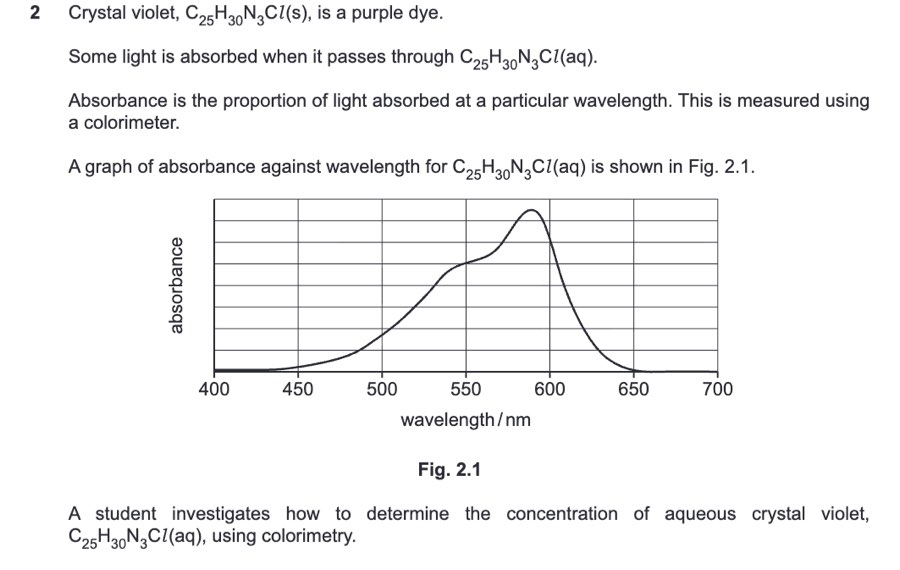 2 Crystal violet, C₂₅H₃₀N₃Cl(s), is a purple dye.
Some light is absorbed when it passes through C₂₅H₃₀N₃Cl(aq).
Absorbance is the proportion of light absorbed at a particular wavelength. This is measured using
a colorimeter.
A graph of absorbance against wavelength for C₂₅H₃₀N₃Cl(aq) is shown in Fig. 2.1.
absorbance
400 450 500 550 600 650 700
wavelength/nm
Fig. 2.1
A student investigates how to determine the concentration of aqueous crystal violet,
C₂₅H₃₀N₃Cl(aq), using colorimetry.